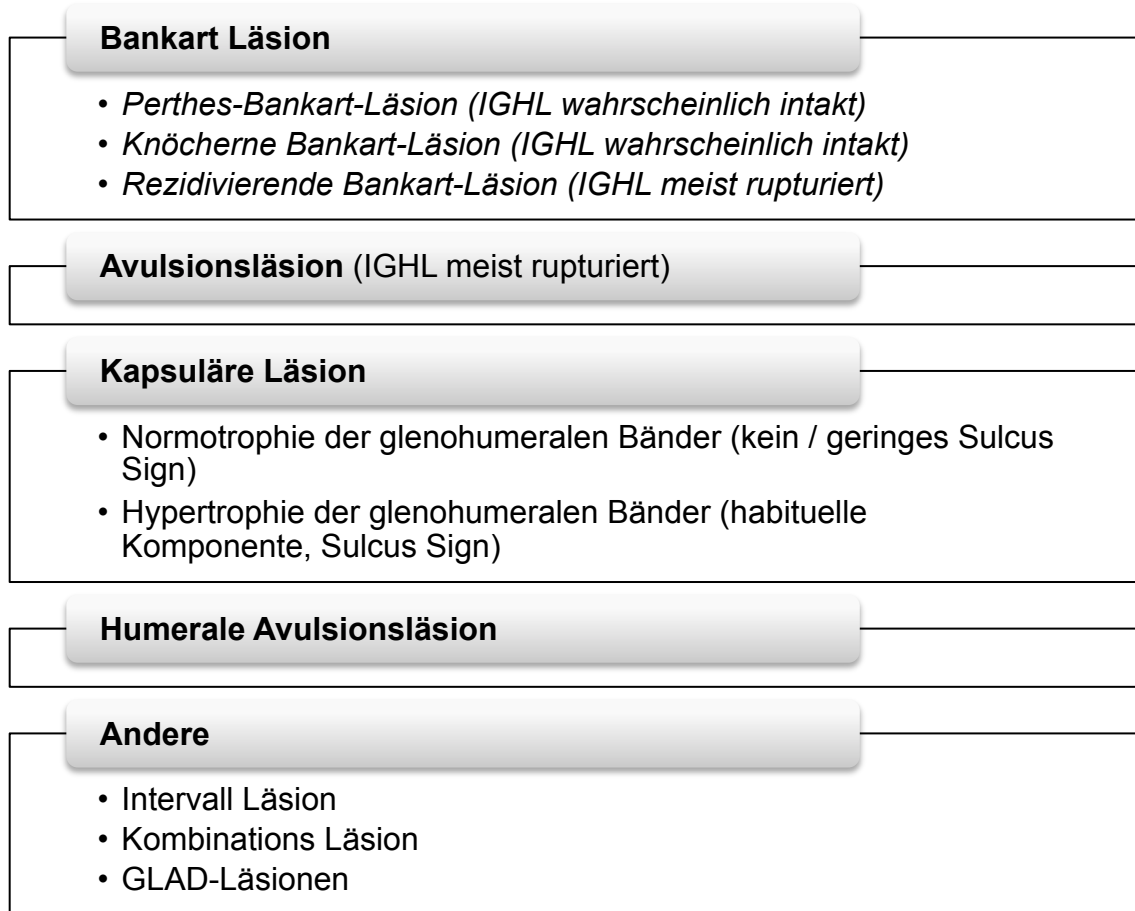 Bankart Läsion
• Perthes-Bankart-Läsion (IGHL wahrscheinlich intakt)
• Knöcherne Bankart-Läsion (IGHL wahrscheinlich intakt)
• Rezidivierende Bankart-Läsion (IGHL meist rupturiert)
Avulsionsläsion (IGHL meist rupturiert)
Kapsuläre Läsion
• Normotrophie der glenohumeralen Bänder (kein / geringes Sulcus
Sign)
• Hypertrophie der glenohumeralen Bänder (habituelle
Komponente, Sulcus Sign)
Humerale Avulsionsläsion
Andere
• Intervall Läsion
• Kombinations Läsion
• GLAD-Läsionen